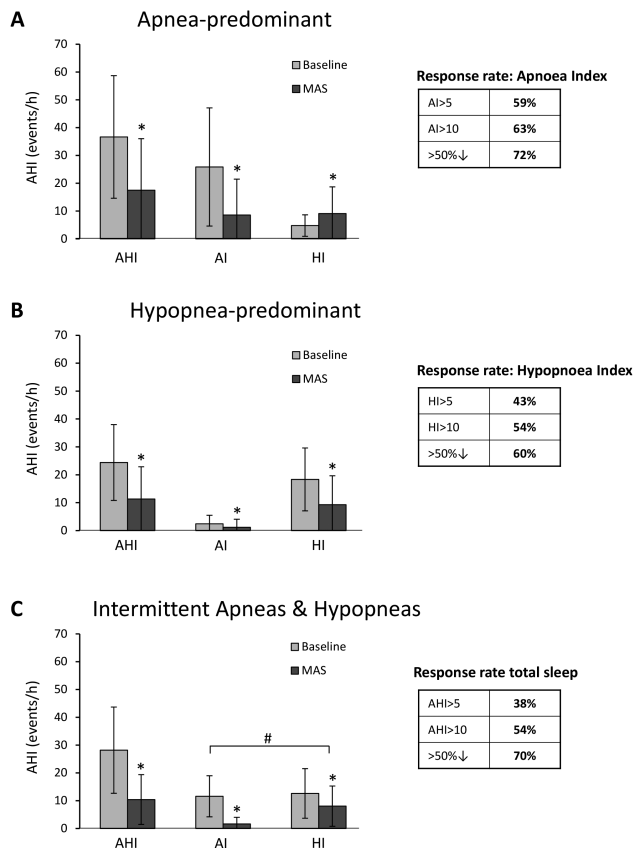 A
Apnea-predominant
70
60
50
40
30
20
10
0
AHI (events/h)
Baseline
MAS
*
*
*
AHI AI HI
Response rate: Apnoea Index
AI>5 59%
AI>10 63%
>50%↓ 72%
B
Hypopnea-predominant
70
60
50
40
30
20
10
0
AHI (events/h)
Baseline
MAS
*
*
*
AHI AI HI
Response rate: Hypopnoea Index
HI>5 43%
HI>10 54%
>50%↓ 60%
C
Intermittent Apneas & Hypopneas
70
60
50
40
30
20
10
0
AHI (events/h)
Baseline
MAS
#
*
*
*
AHI AI HI
Response rate total sleep
AHI>5 38%
AHI>10 54%
>50%↓ 70%